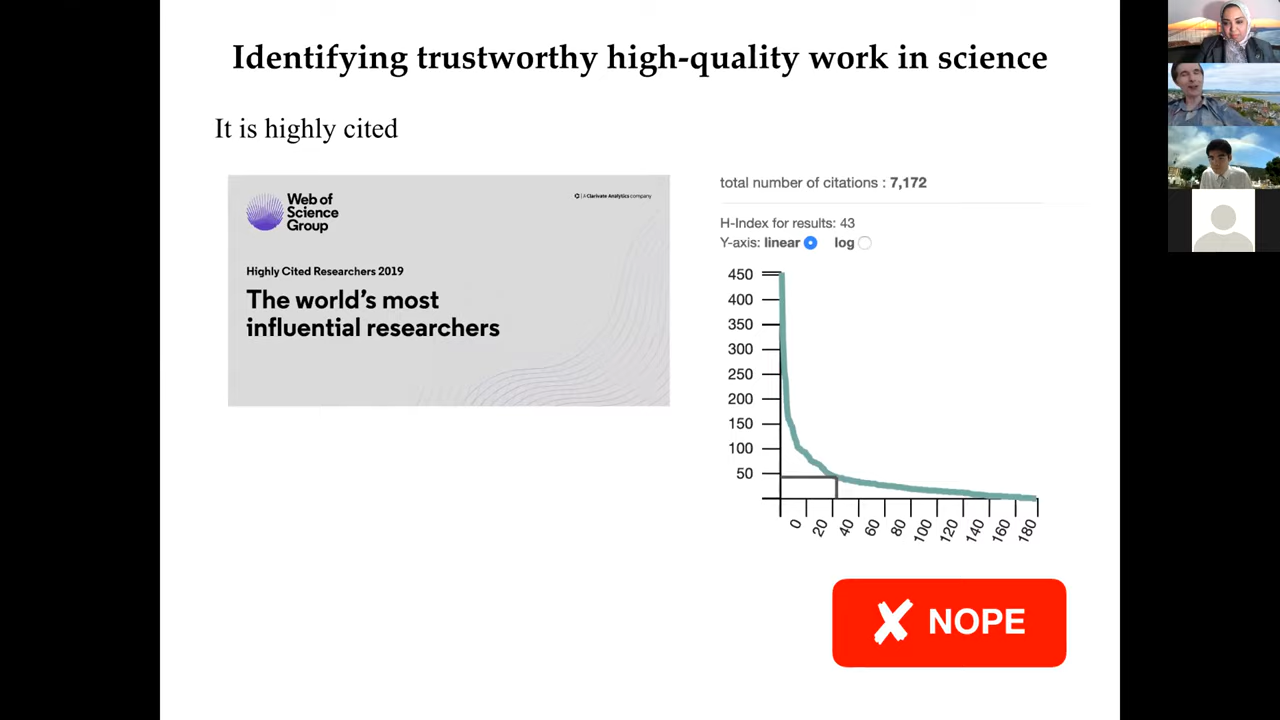 Identifying trustworthy high-quality work in science
It is highly cited
Web of
Science
Group
A Clarivate Analytics company
Highly Cited Researchers 2019
The world's most
influential researchers
total number of citations : 7,172
H-Index for results: 43
Y-axis: linear log
450
400
350
300
250
200
150
100
50
0 20 40 60 80 100 120 140 160 180
✘ NOPE